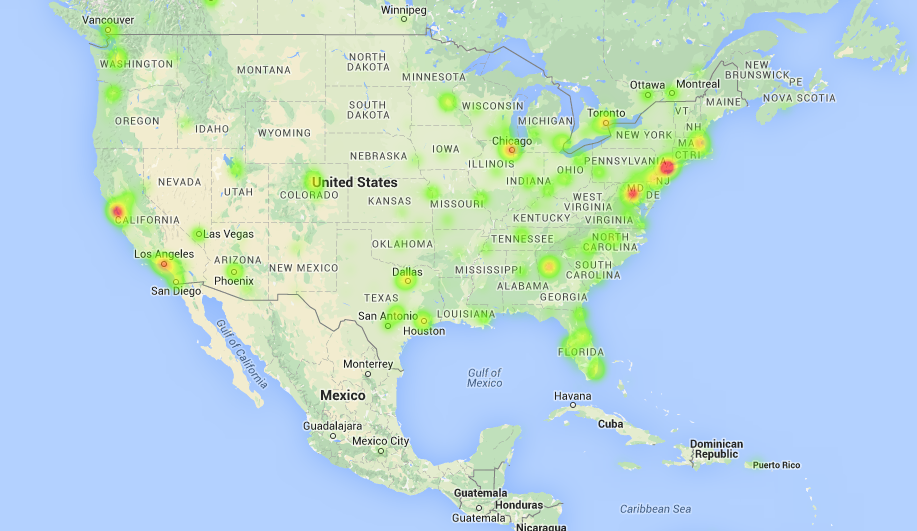 Winnipeg
Vancouver
WASHINGTON
MONTANA
NORTH
DAKOTA
MINNESOTA
Ottawa
Montreal
NEW
BRUNSWICK
PE
NOVA SCOTIA
MAINE
VT
NH
OREGON
IDAHO
WYOMING
SOUTH
DAKOTA
WISCONSIN
MICHIGAN
Toronto
NEW YORK
MA
CT RI
Chicago
IOWA
NEBRASKA
ILLINOIS
INDIANA
OHIO
PENNSYLVANIA
NJ
MD
DE
NEVADA
UTAH
COLORADO
United States
KANSAS
MISSOURI
WEST
VIRGINIA
KENTUCKY
VIRGINIA
CALIFORNIA
Las Vegas
Los Angeles
ARIZONA
Phoenix
NEW MEXICO
OKLAHOMA
TENNESSEE
NORTH
CAROLINA
San Diego
Dallas
MISSISSIPPI
SOUTH
CAROLINA
ALABAMA
GEORGIA
TEXAS
San Antonio
Houston
LOUISIANA
FLORIDA
Gulf of
California
Monterrey
Gulf of
Mexico
Mexico
Havana
Cuba
Guadalajara
Mexico City
Dominican
Republic
Puerto Rico
Guatemala
Honduras
Guatemala
Nicaragua
Caribbean Sea